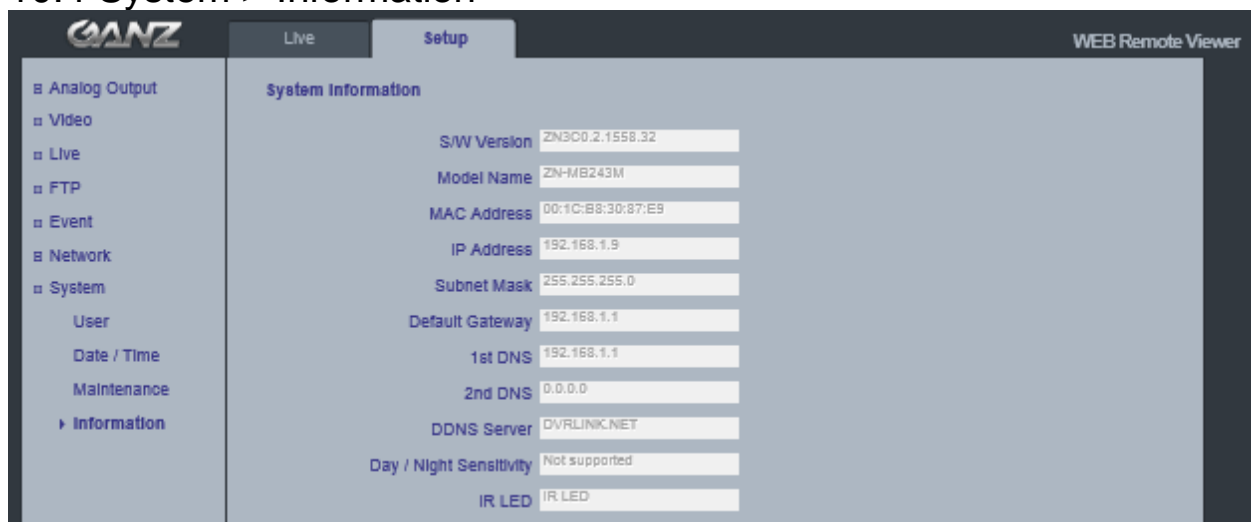 10.4 System > Information
GANZ
Live
Setup
WEB Remote Viewer
Analog Output
Video
Live
FTP
Event
Network
System
User
Date / Time
Maintenance
Information
System Information
S/W Version ZN3C0.2.1558.32
Model Name ZN-MB243M
MAC Address 00:1C:B8:30:87:E9
IP Address 192.168.1.9
Subnet Mask 255.255.255.0
Default Gateway 192.168.1.1
1st DNS 192.168.1.1
2nd DNS 0.0.0.0
DDNS Server DVRLINK.NET
Day / Night Sensitivity Not supported
IR LED IR LED